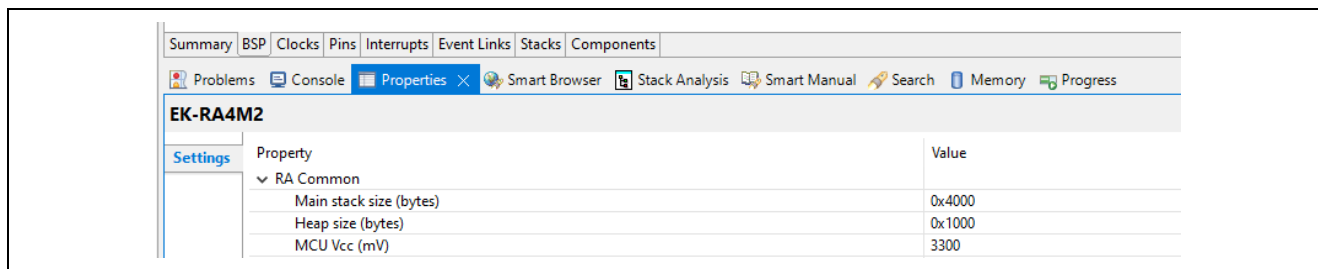 Summary BSP Clocks Pins Interrupts Event Links Stacks Components
Problems Console Properties Smart Browser Stack Analysis Smart Manual Search Memory Progress
EK-RA4M2
Settings Property Value
RA Common
Main stack size (bytes) 0x4000
Heap size (bytes) 0x1000
MCU Vcc (mV) 3300